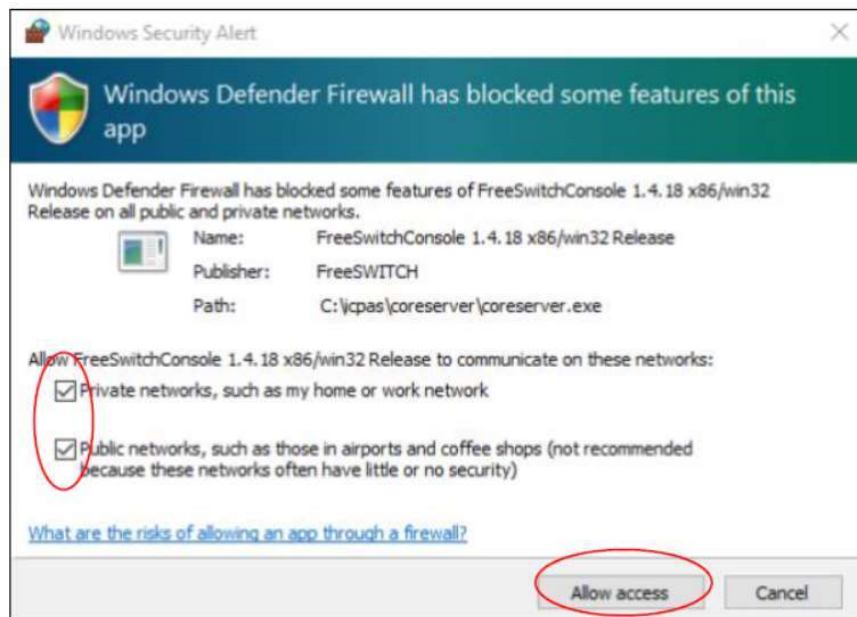 Windows Security Alert
Windows Defender Firewall has blocked some features of this
app
Windows Defender Firewall has blocked some features of FreeSwitchConsole 1.4.18 x86/win32
Release on all public and private networks.
Name: FreeSwitchConsole 1.4.18 x86/win32 Release
Publisher: FreeSWITCH
Path: C:\icpas\coreserver\coreserver.exe
Allow FreeSwitchConsole 1.4.18 x86/win32 Release to communicate on these networks:
Private networks, such as my home or work network
Public networks, such as those in airports and coffee shops (not recommended
because these networks often have little or no security)
What are the risks of allowing an app through a firewall?
Allow access Cancel